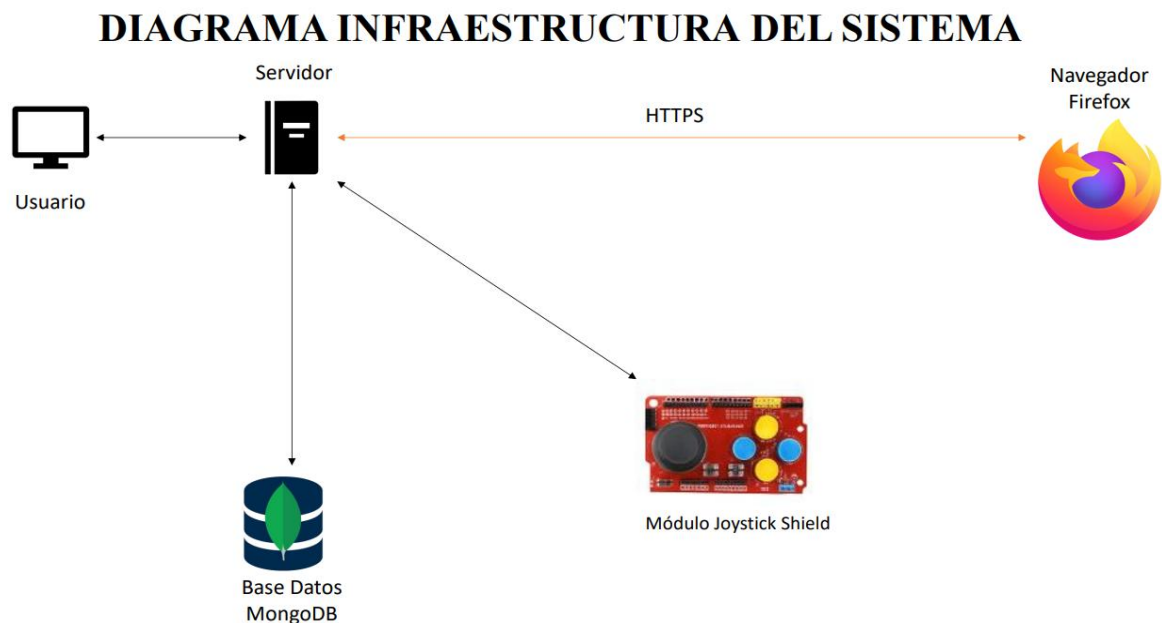 DIAGRAMA INFRAESTRUCTURA DEL SISTEMA
Servidor
Navegador
Firefox
HTTPS
Usuario
Módulo Joystick Shield
Base Datos
MongoDB